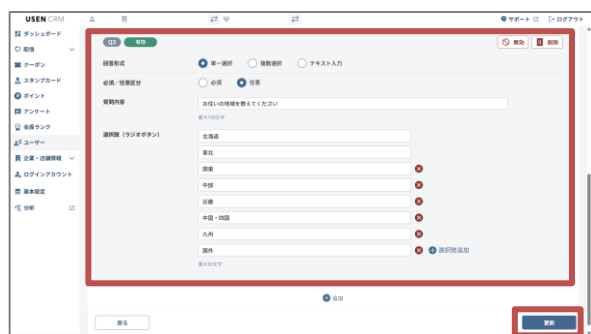 USEN CRM
サポート
ログアウト
ダッシュボード
配信
クーポン
スタンプカード
ポイント
アンケート
会員ランク
ユーザー
企業・店舗情報
ログインアカウント
基本設定
分析
Q3 有効 無効 削除
回答形式 単一選択 複数選択 テキスト入力
必須／任意区分 必須 任意
質問内容 お住いの地域を教えてください
最大100文字
選択肢（ラジオボタン） 北海道
東北
関東
中部
近畿
中国・四国
九州
国外 選択肢追加
追加
戻る 更新